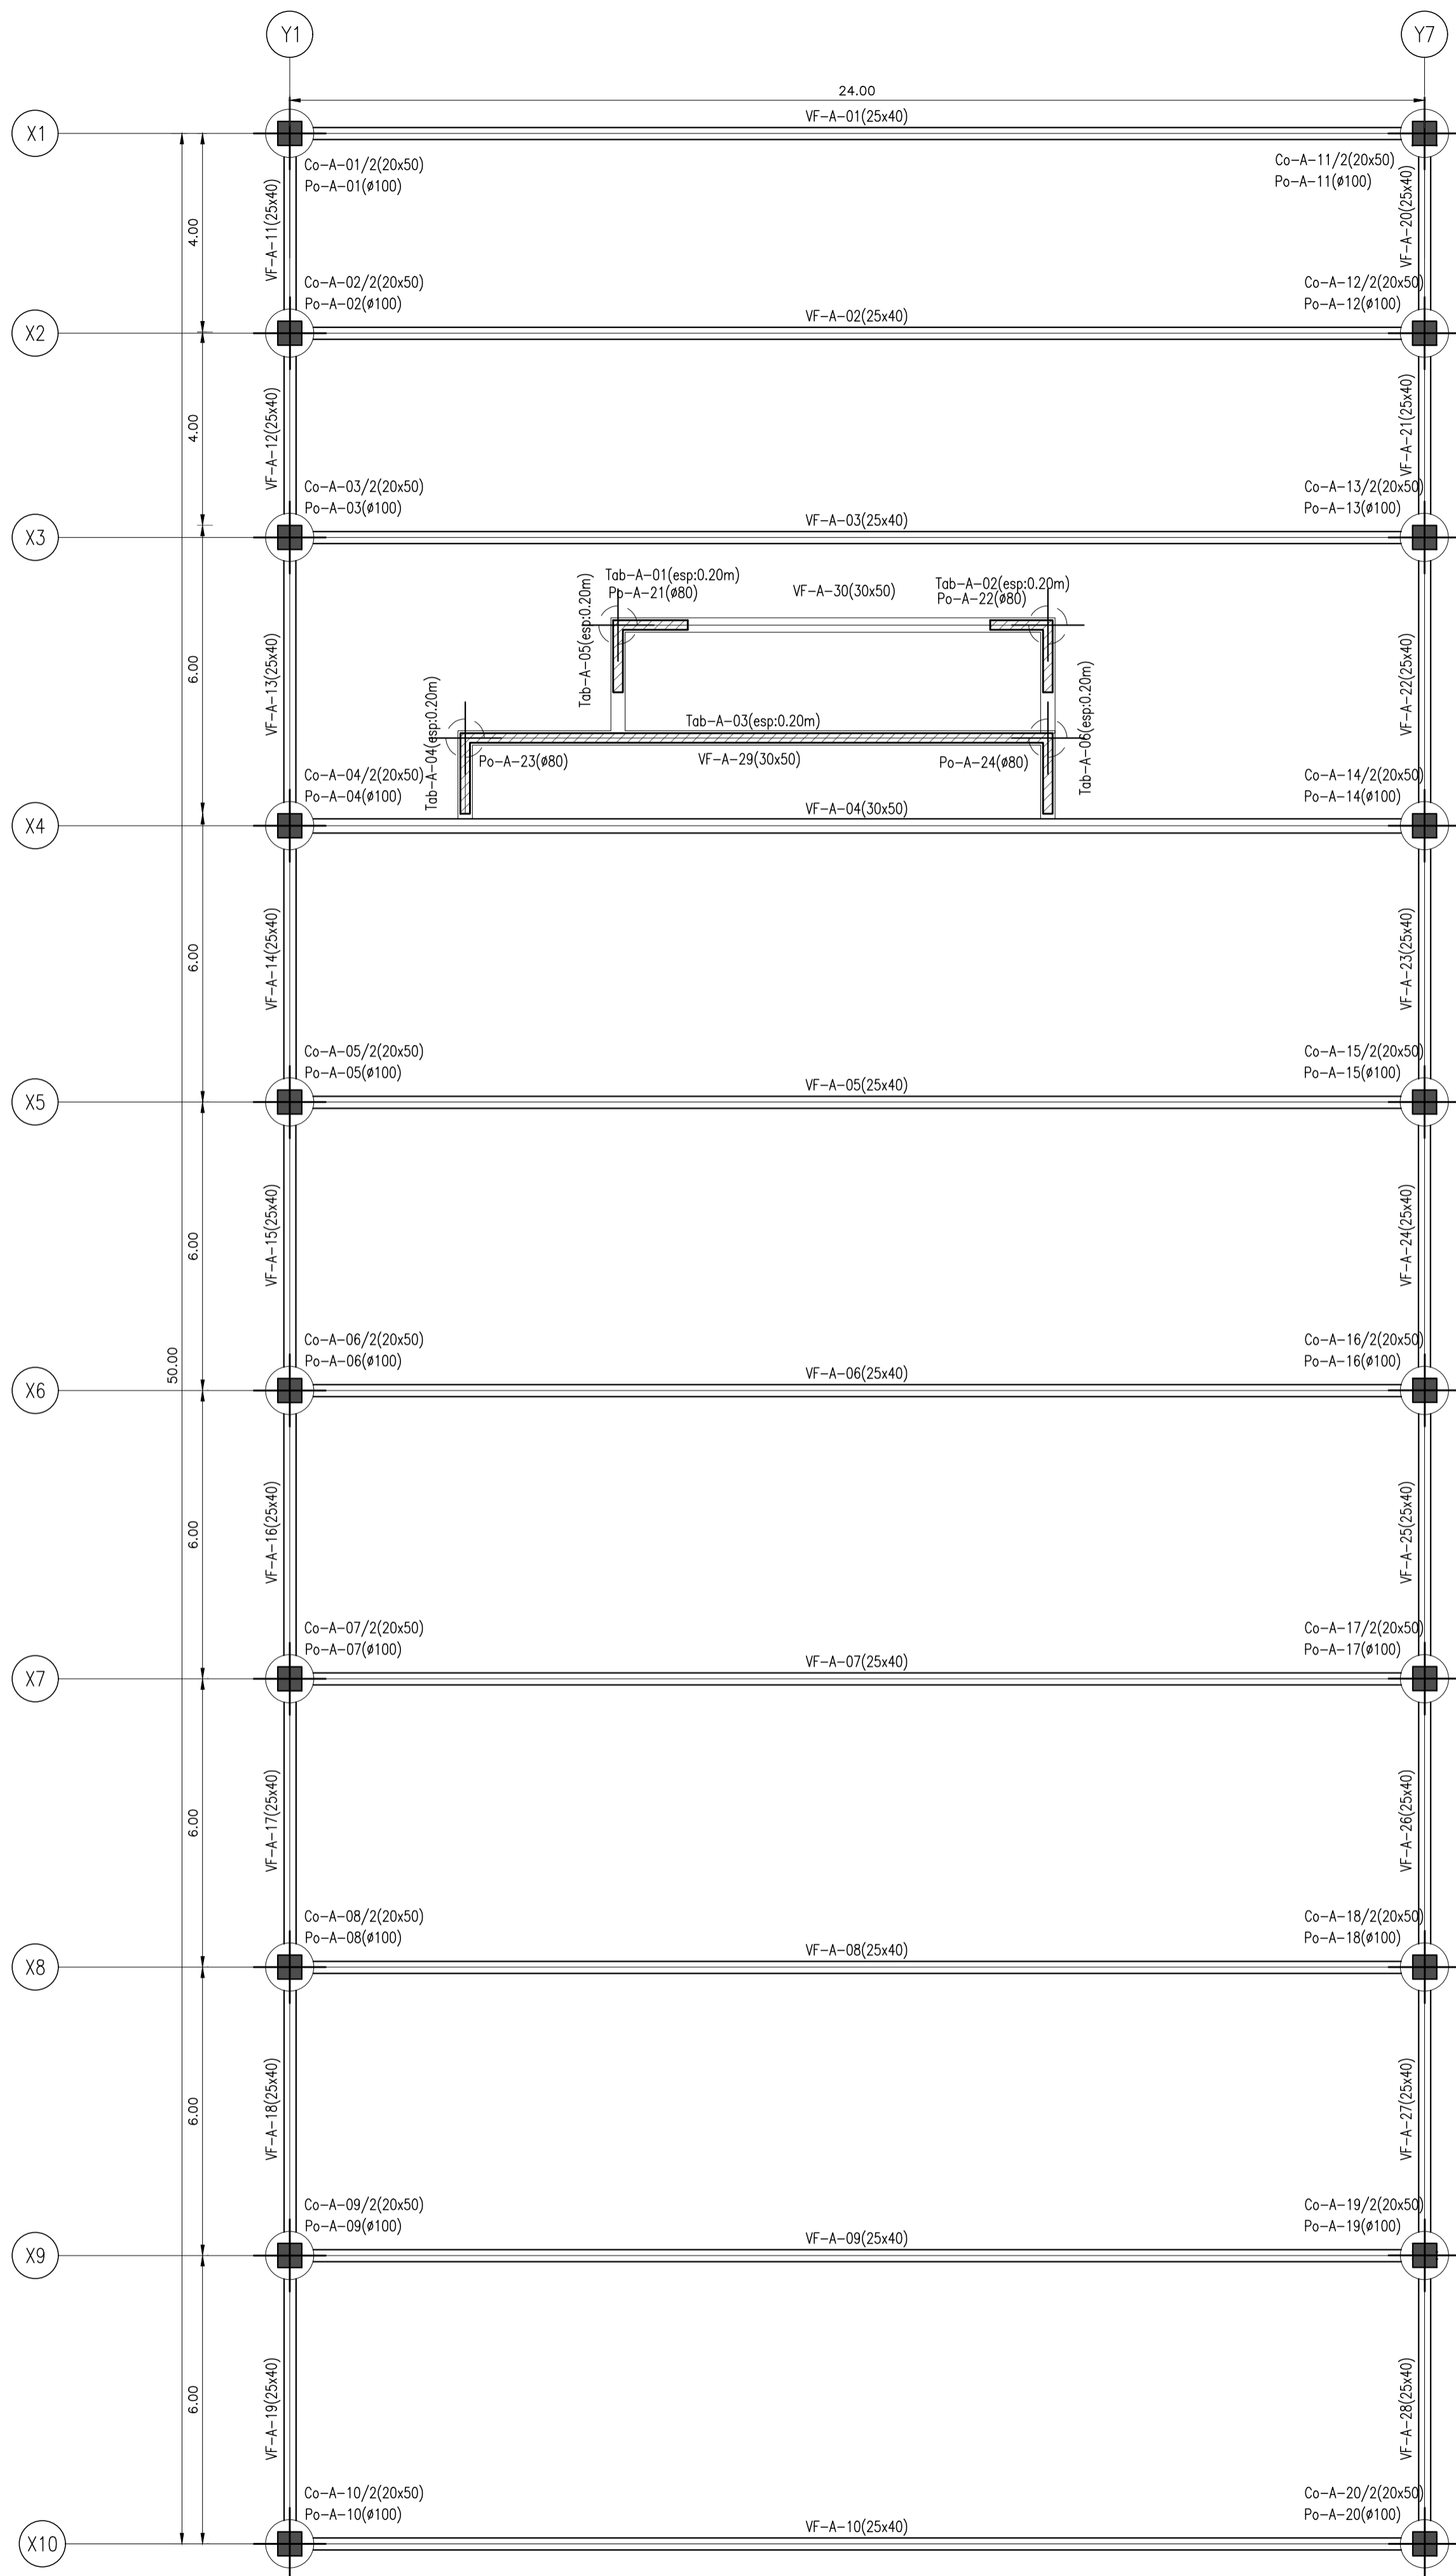 Y1
Y7
24.00
X1
VF-A-01(25x40)
Co-A-01/2(20x50)
Po-A-01(ø100)
Co-A-11/2(20x50)
Po-A-11(ø100)
VF-A-11(25x40)
4.00
VF-A-20(25x40)
Co-A-02/2(20x50)
Po-A-02(ø100)
Co-A-12/2(20x50)
Po-A-12(ø100)
X2
VF-A-02(25x40)
VF-A-12(25x40)
4.00
VF-A-21(25x40)
Co-A-03/2(20x50)
Po-A-03(ø100)
Co-A-13/2(20x50)
Po-A-13(ø100)
X3
VF-A-03(25x40)
Tab-A-01(esp:0.20m)
Po-A-21(ø80)
VF-A-30(30x50)
Tab-A-02(esp:0.20m)
Po-A-22(ø80)
Tab-A-05(esp:0.20m)
VF-A-13(25x40)
6.00
VF-A-22(25x40)
Tab-A-03(esp:0.20m)
Tab-A-04(esp:0.20m)
Tab-A-06(esp:0.20m)
Po-A-23(ø80)
VF-A-29(30x50)
Po-A-24(ø80)
Co-A-04/2(20x50)
Po-A-04(ø100)
Co-A-14/2(20x50)
Po-A-14(ø100)
X4
VF-A-04(30x50)
VF-A-14(25x40)
6.00
VF-A-23(25x40)
Co-A-05/2(20x50)
Po-A-05(ø100)
Co-A-15/2(20x50)
Po-A-15(ø100)
X5
VF-A-05(25x40)
VF-A-15(25x40)
6.00
VF-A-24(25x40)
50.00
Co-A-06/2(20x50)
Po-A-06(ø100)
Co-A-16/2(20x50)
Po-A-16(ø100)
X6
VF-A-06(25x40)
VF-A-16(25x40)
6.00
VF-A-25(25x40)
Co-A-07/2(20x50)
Po-A-07(ø100)
Co-A-17/2(20x50)
Po-A-17(ø100)
X7
VF-A-07(25x40)
VF-A-17(25x40)
6.00
VF-A-26(25x40)
Co-A-08/2(20x50)
Po-A-08(ø100)
Co-A-18/2(20x50)
Po-A-18(ø100)
X8
VF-A-08(25x40)
VF-A-18(25x40)
6.00
VF-A-27(25x40)
Co-A-09/2(20x50)
Po-A-09(ø100)
Co-A-19/2(20x50)
Po-A-19(ø100)
X9
VF-A-09(25x40)
VF-A-19(25x40)
6.00
VF-A-28(25x40)
Co-A-10/2(20x50)
Po-A-10(ø100)
Co-A-20/2(20x50)
Po-A-20(ø100)
X10
VF-A-10(25x40)